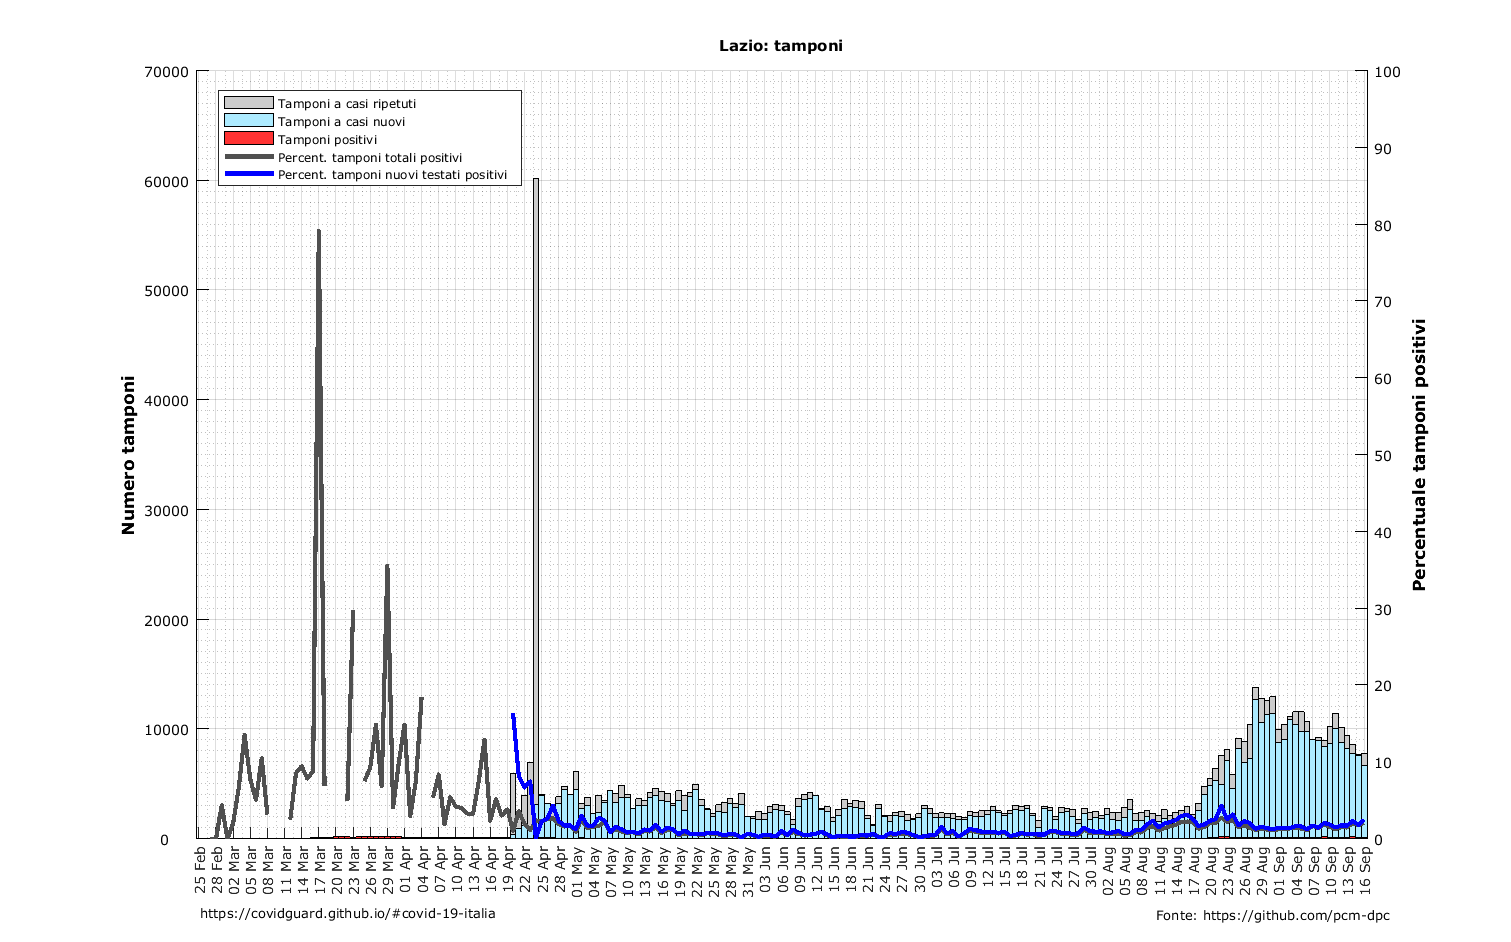 Lazio: tamponi
70000
60000
50000
40000
30000
20000
10000
0
Numero tamponi
Tamponi a casi ripetuti
Tamponi a casi nuovi
Tamponi positivi
Percent. tamponi totali positivi
Percent. tamponi nuovi testati positivi
100
90
80
70
60
50
40
30
20
10
0
Percentuale tamponi positivi
25 Feb
28 Feb
02 Mar
05 Mar
08 Mar
11 Mar
14 Mar
17 Mar
20 Mar
23 Mar
26 Mar
29 Mar
01 Apr
04 Apr
07 Apr
10 Apr
13 Apr
16 Apr
19 Apr
22 Apr
25 Apr
28 Apr
01 May
04 May
07 May
10 May
13 May
16 May
19 May
22 May
25 May
28 May
31 May
03 Jun
06 Jun
09 Jun
12 Jun
15 Jun
18 Jun
21 Jun
24 Jun
27 Jun
30 Jun
03 Jul
06 Jul
09 Jul
12 Jul
15 Jul
18 Jul
21 Jul
24 Jul
27 Jul
30 Jul
02 Aug
05 Aug
08 Aug
11 Aug
14 Aug
17 Aug
20 Aug
23 Aug
26 Aug
29 Aug
01 Sep
04 Sep
07 Sep
10 Sep
13 Sep
16 Sep
https://covidguard.github.io/#covid-19-italia
Fonte: https://github.com/pcm-dpc